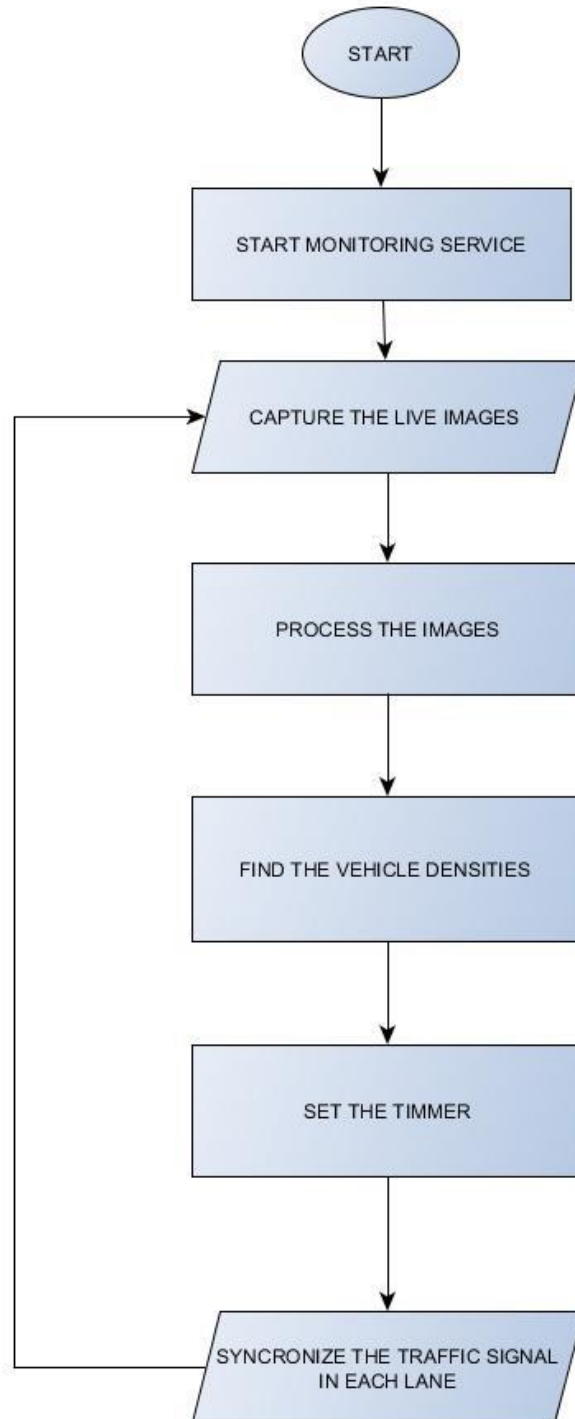 START
START MONITORING SERVICE
CAPTURE THE LIVE IMAGES
PROCESS THE IMAGES
FIND THE VEHICLE DENSITIES
SET THE TIMMER
SYNCRONIZE THE TRAFFIC SIGNAL
IN EACH LANE